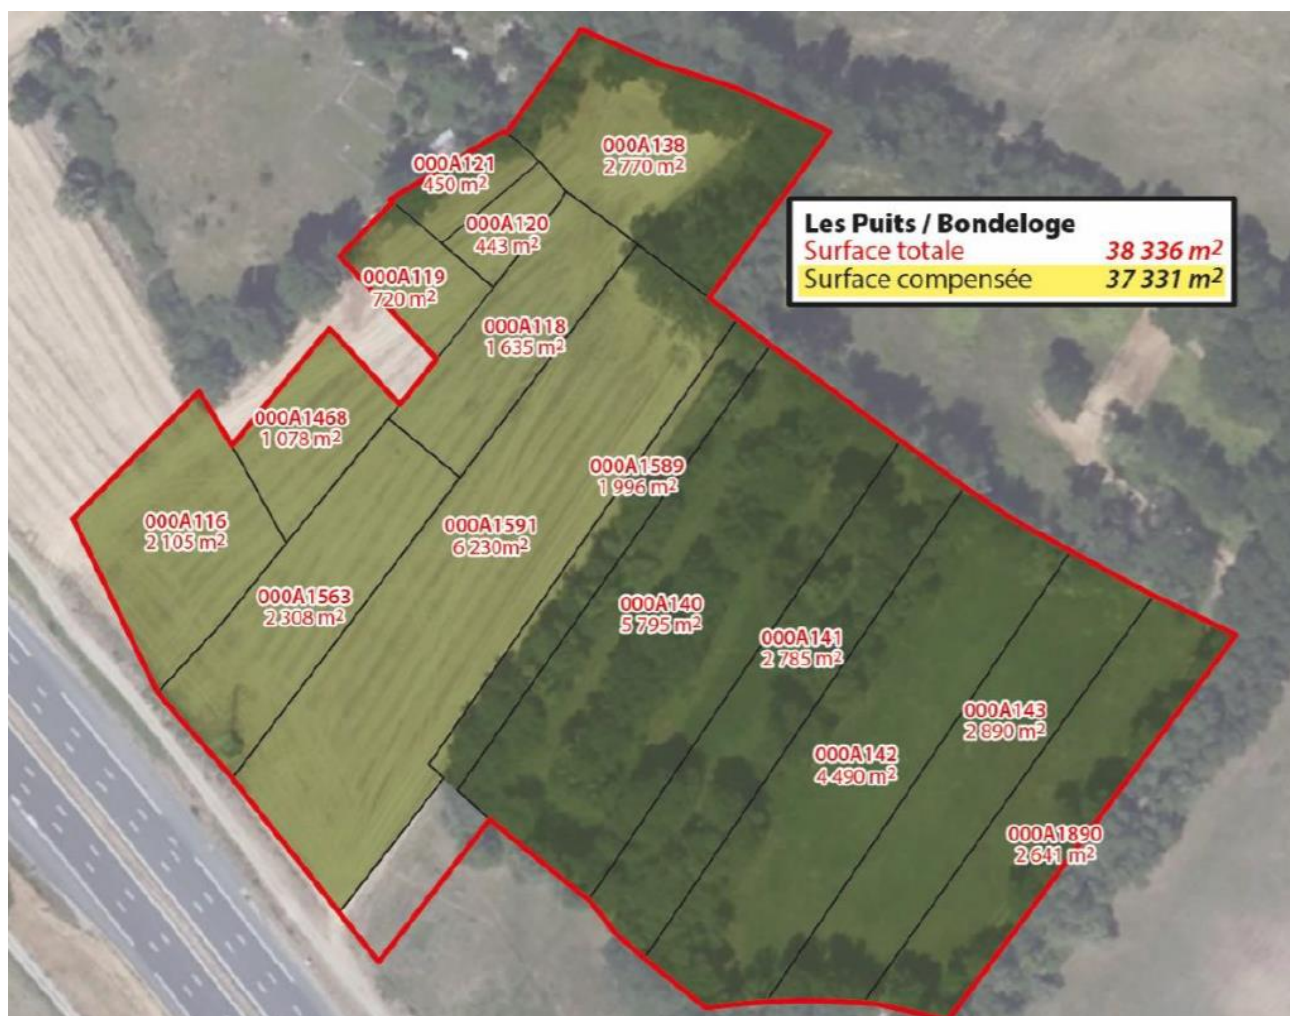 000A138
2 770 m²
000A121
450 m²
000A120
443 m²
000A119
720 m²
Les Puits / Bondeloge
Surface totale 38 336 m²
Surface compensée 37 331 m²
000A118
1 635 m²
000A1468
1 078 m²
000A1589
1 996 m²
000A116
2 105 m²
000A1591
6 230m²
000A1563
2 308 m²
000A140
5 795 m²
000A141
2 785 m²
000A143
2 890 m²
000A142
4 490 m²
000A1890
2 641 m²